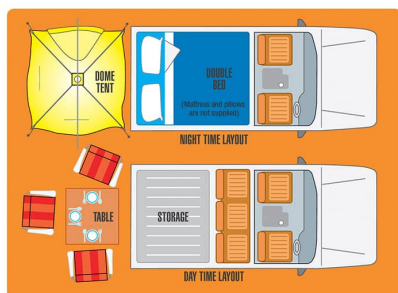 DOME
TENT
DOUBLE
BED
(Mattress and pillows
are not supplied)
NIGHT TIME LAYOUT
TABLE
STORAGE
DAY TIME LAYOUT